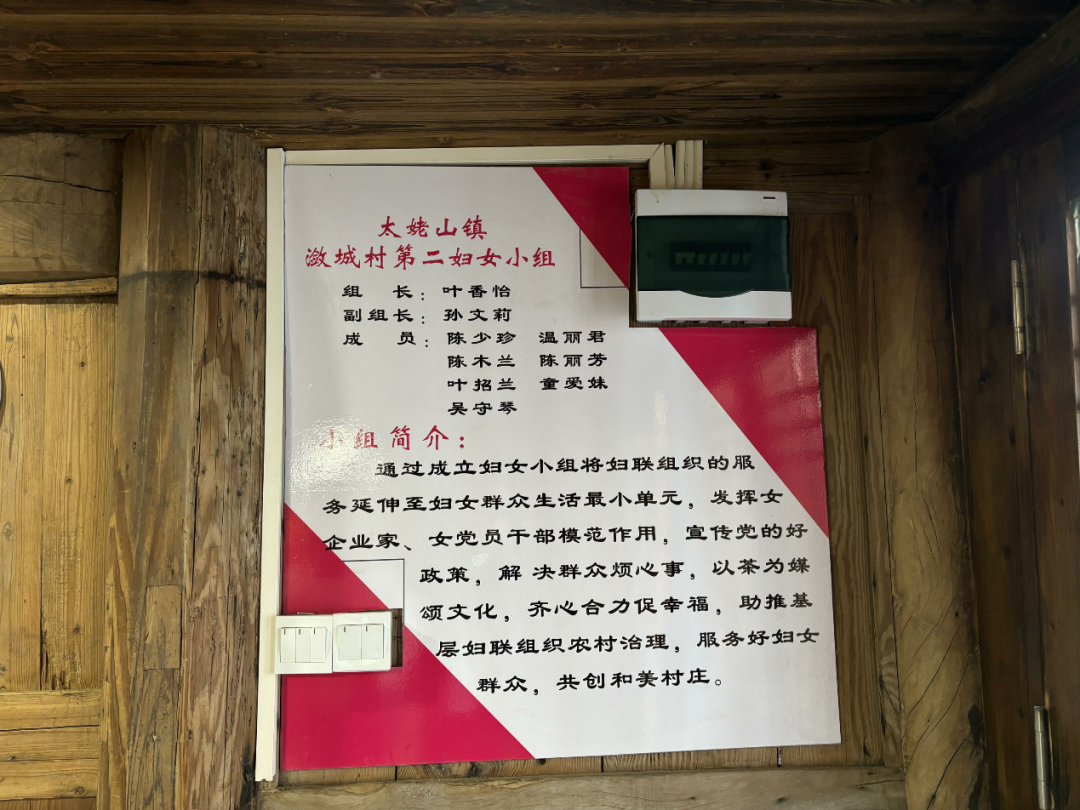 太姥山镇
潋城村第二妇女小组
组 长：叶香怡
副组长：孙文莉
成 员：陈少珍 温丽君
陈木兰 陈丽芳
叶招兰 童爱妹
吴守琴
小组简介：
通过成立妇女小组将妇联组织的服
务延伸至妇女群众生活最小单元，发挥女
企业家、女党员干部模范作用，宣传党的好
政策，解决群众烦心事，以茶为媒
颂文化，齐心合力促幸福，助推基
层妇联组织农村治理，服务好妇女
群众，共创和美村庄。